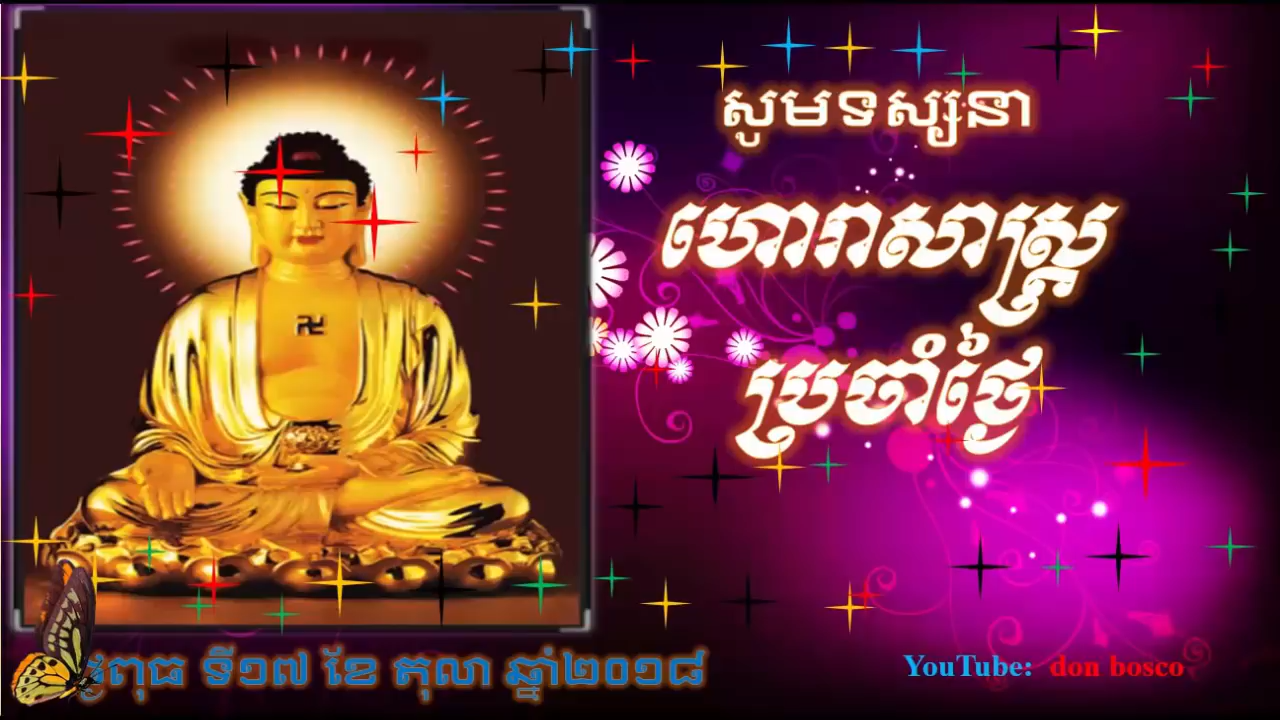 សូមទស្សនា
ហោរាសាស្ត្រ
ប្រចាំថ្ងៃ
ពុធ ទី១៧ ខែ តុលា ឆ្នាំ២០១៨
YouTube: don bosco